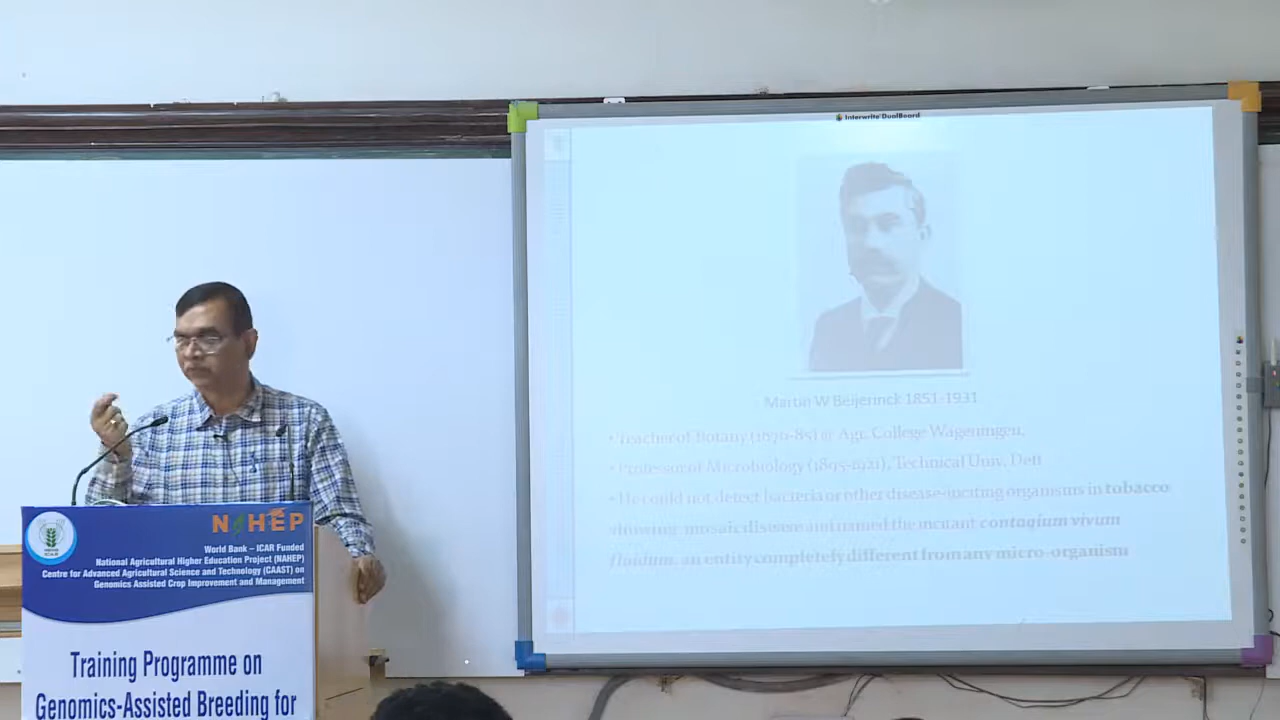 Interwrite DualBoard
Martin W Beijerinck 1851-1931
• Teacher of Botany (1876-85) @ Agr. College Wageningen,
• Professor of Microbiology (1895-1921), Technical Univ, Delft
• He could not detect bacteria or other disease-inciting organisms in tobacco
showing mosaic disease and named the incitant contagium vivum
fluidum, an entity completely different from any micro-organism
NAHEP
World Bank – ICAR Funded
National Agricultural Higher Education Project (NAHEP)
Centre for Advanced Agricultural Science and Technology (CAAST) on
Genomics Assisted Crop Improvement and Management
Training Programme on
Genomics-Assisted Breeding for